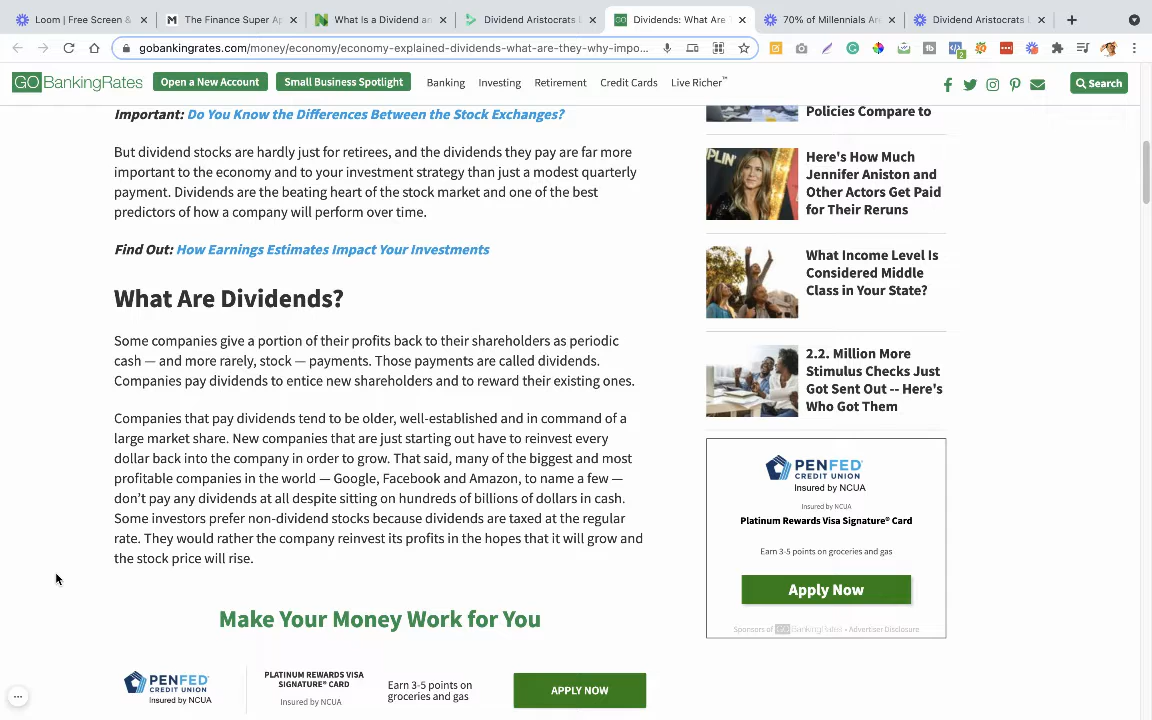 Loom | Free Screen &
The Finance Super Ap
What Is a Dividend an
Dividend Aristocrats L
Dividends: What Are T
70% of Millennials Are
Dividend Aristocrats L
gobankingrates.com/money/economy/economy-explained-dividends-what-are-they-why-impo...
GOBankingRates
Open a New Account
Small Business Spotlight
Banking
Investing
Retirement
Credit Cards
Live Richer™
Search
Important: Do You Know the Differences Between the Stock Exchanges?
But dividend stocks are hardly just for retirees, and the dividends they pay are far more
important to the economy and to your investment strategy than just a modest quarterly
payment. Dividends are the beating heart of the stock market and one of the best
predictors of how a company will perform over time.
Find Out: How Earnings Estimates Impact Your Investments
What Are Dividends?
Some companies give a portion of their profits back to their shareholders as periodic
cash — and more rarely, stock — payments. Those payments are called dividends.
Companies pay dividends to entice new shareholders and to reward their existing ones.
Companies that pay dividends tend to be older, well-established and in command of a
large market share. New companies that are just starting out have to reinvest every
dollar back into the company in order to grow. That said, many of the biggest and most
profitable companies in the world — Google, Facebook and Amazon, to name a few —
don't pay any dividends at all despite sitting on hundreds of billions of dollars in cash.
Some investors prefer non-dividend stocks because dividends are taxed at the regular
rate. They would rather the company reinvest its profits in the hopes that it will grow and
the stock price will rise.
Make Your Money Work for You
PENFED
CREDIT UNION
Insured by NCUA
PLATINUM REWARDS VISA
SIGNATURE® CARD
Insured by NCUA
Earn 3-5 points on
groceries and gas
APPLY NOW
Policies Compare to
Here's How Much
Jennifer Aniston and
Other Actors Get Paid
for Their Reruns
What Income Level Is
Considered Middle
Class in Your State?
2.2. Million More
Stimulus Checks Just
Got Sent Out -- Here's
Who Got Them
PENFED
CREDIT UNION
Insured by NCUA
Insured by NCUA
Platinum Rewards Visa Signature® Card
Earn 3-5 points on groceries and gas
Apply Now
Sponsors of GOBankingRates • Advertiser Disclosure